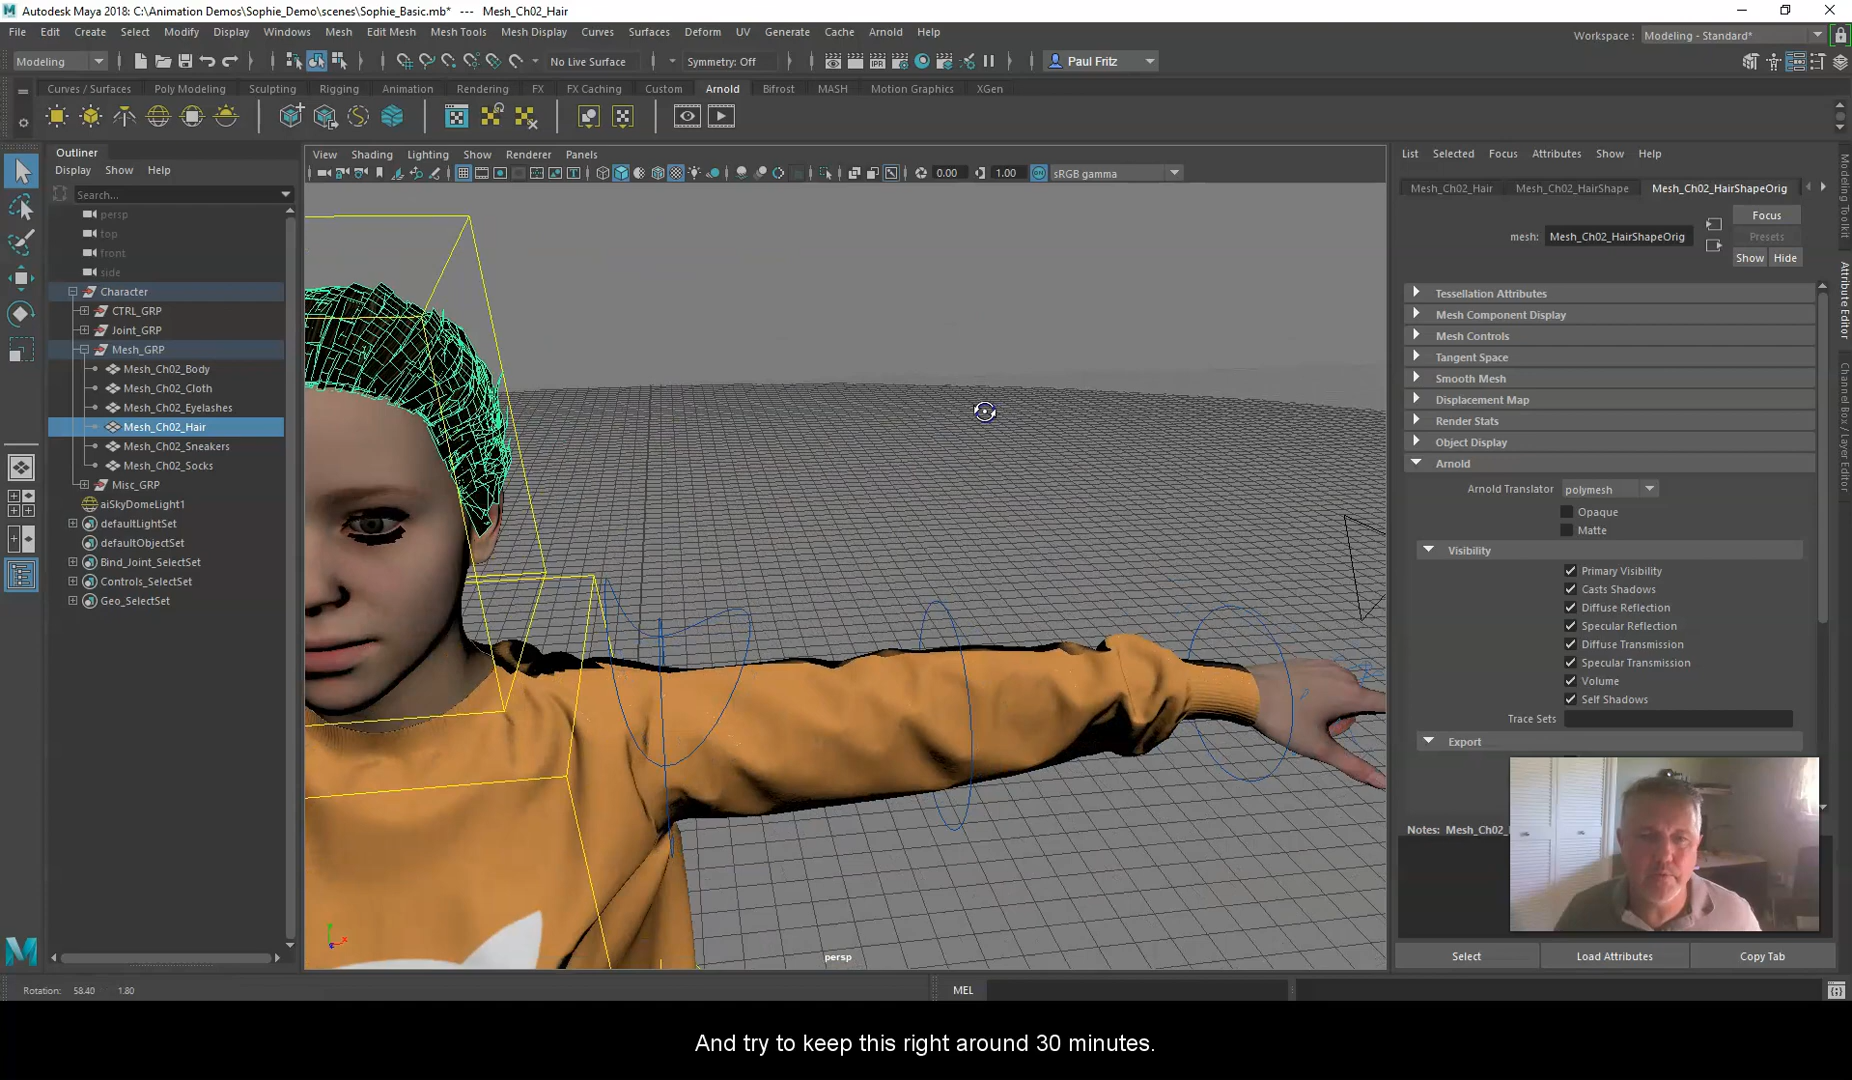 Autodesk Maya 2018: C:\Animation Demos\Sophie_Demo\scenes\Sophie_Basic.mb* --- Mesh_Ch02_Hair
File Edit Create Select Modify Display Windows Mesh Edit Mesh Mesh Tools Mesh Display Curves Surfaces Deform UV Generate Cache Arnold Help
Workspace : Modeling - Standard*
Modeling No Live Surface Symmetry: Off Paul Fritz
Curves / Surfaces Poly Modeling Sculpting Rigging Animation Rendering FX FX Caching Custom Arnold Bifrost MASH Motion Graphics XGen
Outliner
Display Show Help
Search...
persp
top
front
side
Character
CTRL_GRP
Joint_GRP
Mesh_GRP
Mesh_Ch02_Body
Mesh_Ch02_Cloth
Mesh_Ch02_Eyelashes
Mesh_Ch02_Hair
Mesh_Ch02_Sneakers
Mesh_Ch02_Socks
Misc_GRP
aiSkyDomeLight1
defaultLightSet
defaultObjectSet
Bind_Joint_SelectSet
Controls_SelectSet
Geo_SelectSet
View Shading Lighting Show Renderer Panels
0.00 1.00 sRGB gamma
persp
List Selected Focus Attributes Show Help
Mesh_Ch02_Hair Mesh_Ch02_HairShape Mesh_Ch02_HairShapeOrig
Focus
mesh: Mesh_Ch02_HairShapeOrig
Presets
Show Hide
Tessellation Attributes
Mesh Component Display
Mesh Controls
Tangent Space
Smooth Mesh
Displacement Map
Render Stats
Object Display
Arnold
Arnold Translator polymesh
Opaque
Matte
Visibility
Primary Visibility
Casts Shadows
Diffuse Reflection
Specular Reflection
Diffuse Transmission
Specular Transmission
Volume
Self Shadows
Trace Sets
Export
Notes: Mesh_Ch02_
Select Load Attributes Copy Tab
Modeling Toolkit
Attribute Editor
Channel Box / Layer Editor
Rotation: 58.40 1.80
MEL
And try to keep this right around 30 minutes.